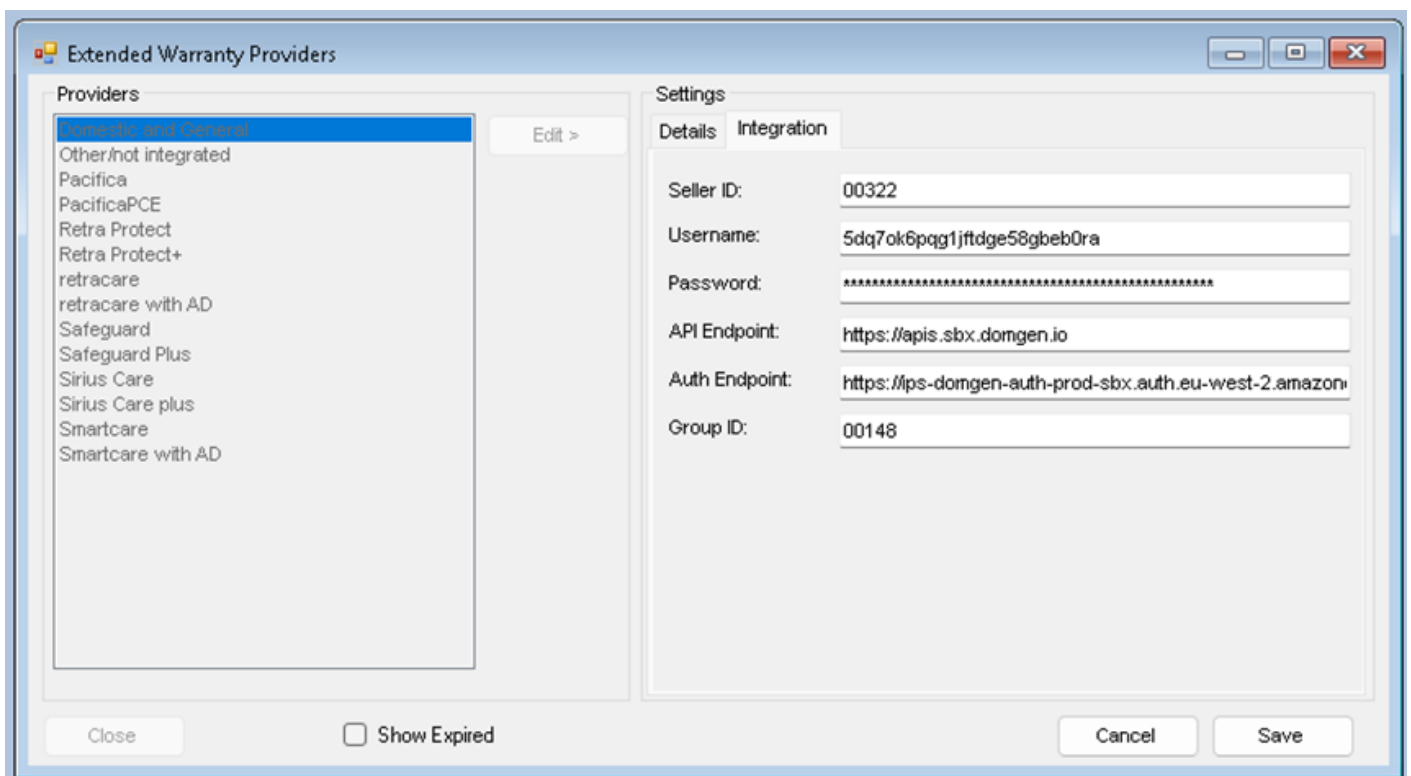 Extended Warranty Providers
Providers
Domestic and General
Other/not integrated
Pacifica
PacificaPCE
Retra Protect
Retra Protect+
retracare
retracare with AD
Safeguard
Safeguard Plus
Sirius Care
Sirius Care plus
Smartcare
Smartcare with AD
Edit >
Settings
Details Integration
Seller ID: 00322
Username: 5dq7ok6pqg1jftdge58gbeb0ra
Password: ****************************************************
API Endpoint: https://apis.sbx.domgen.io
Auth Endpoint: https://ips-domgen-auth-prod-sbx.auth.eu-west-2.amazon
Group ID: 00148
Close Show Expired Cancel Save